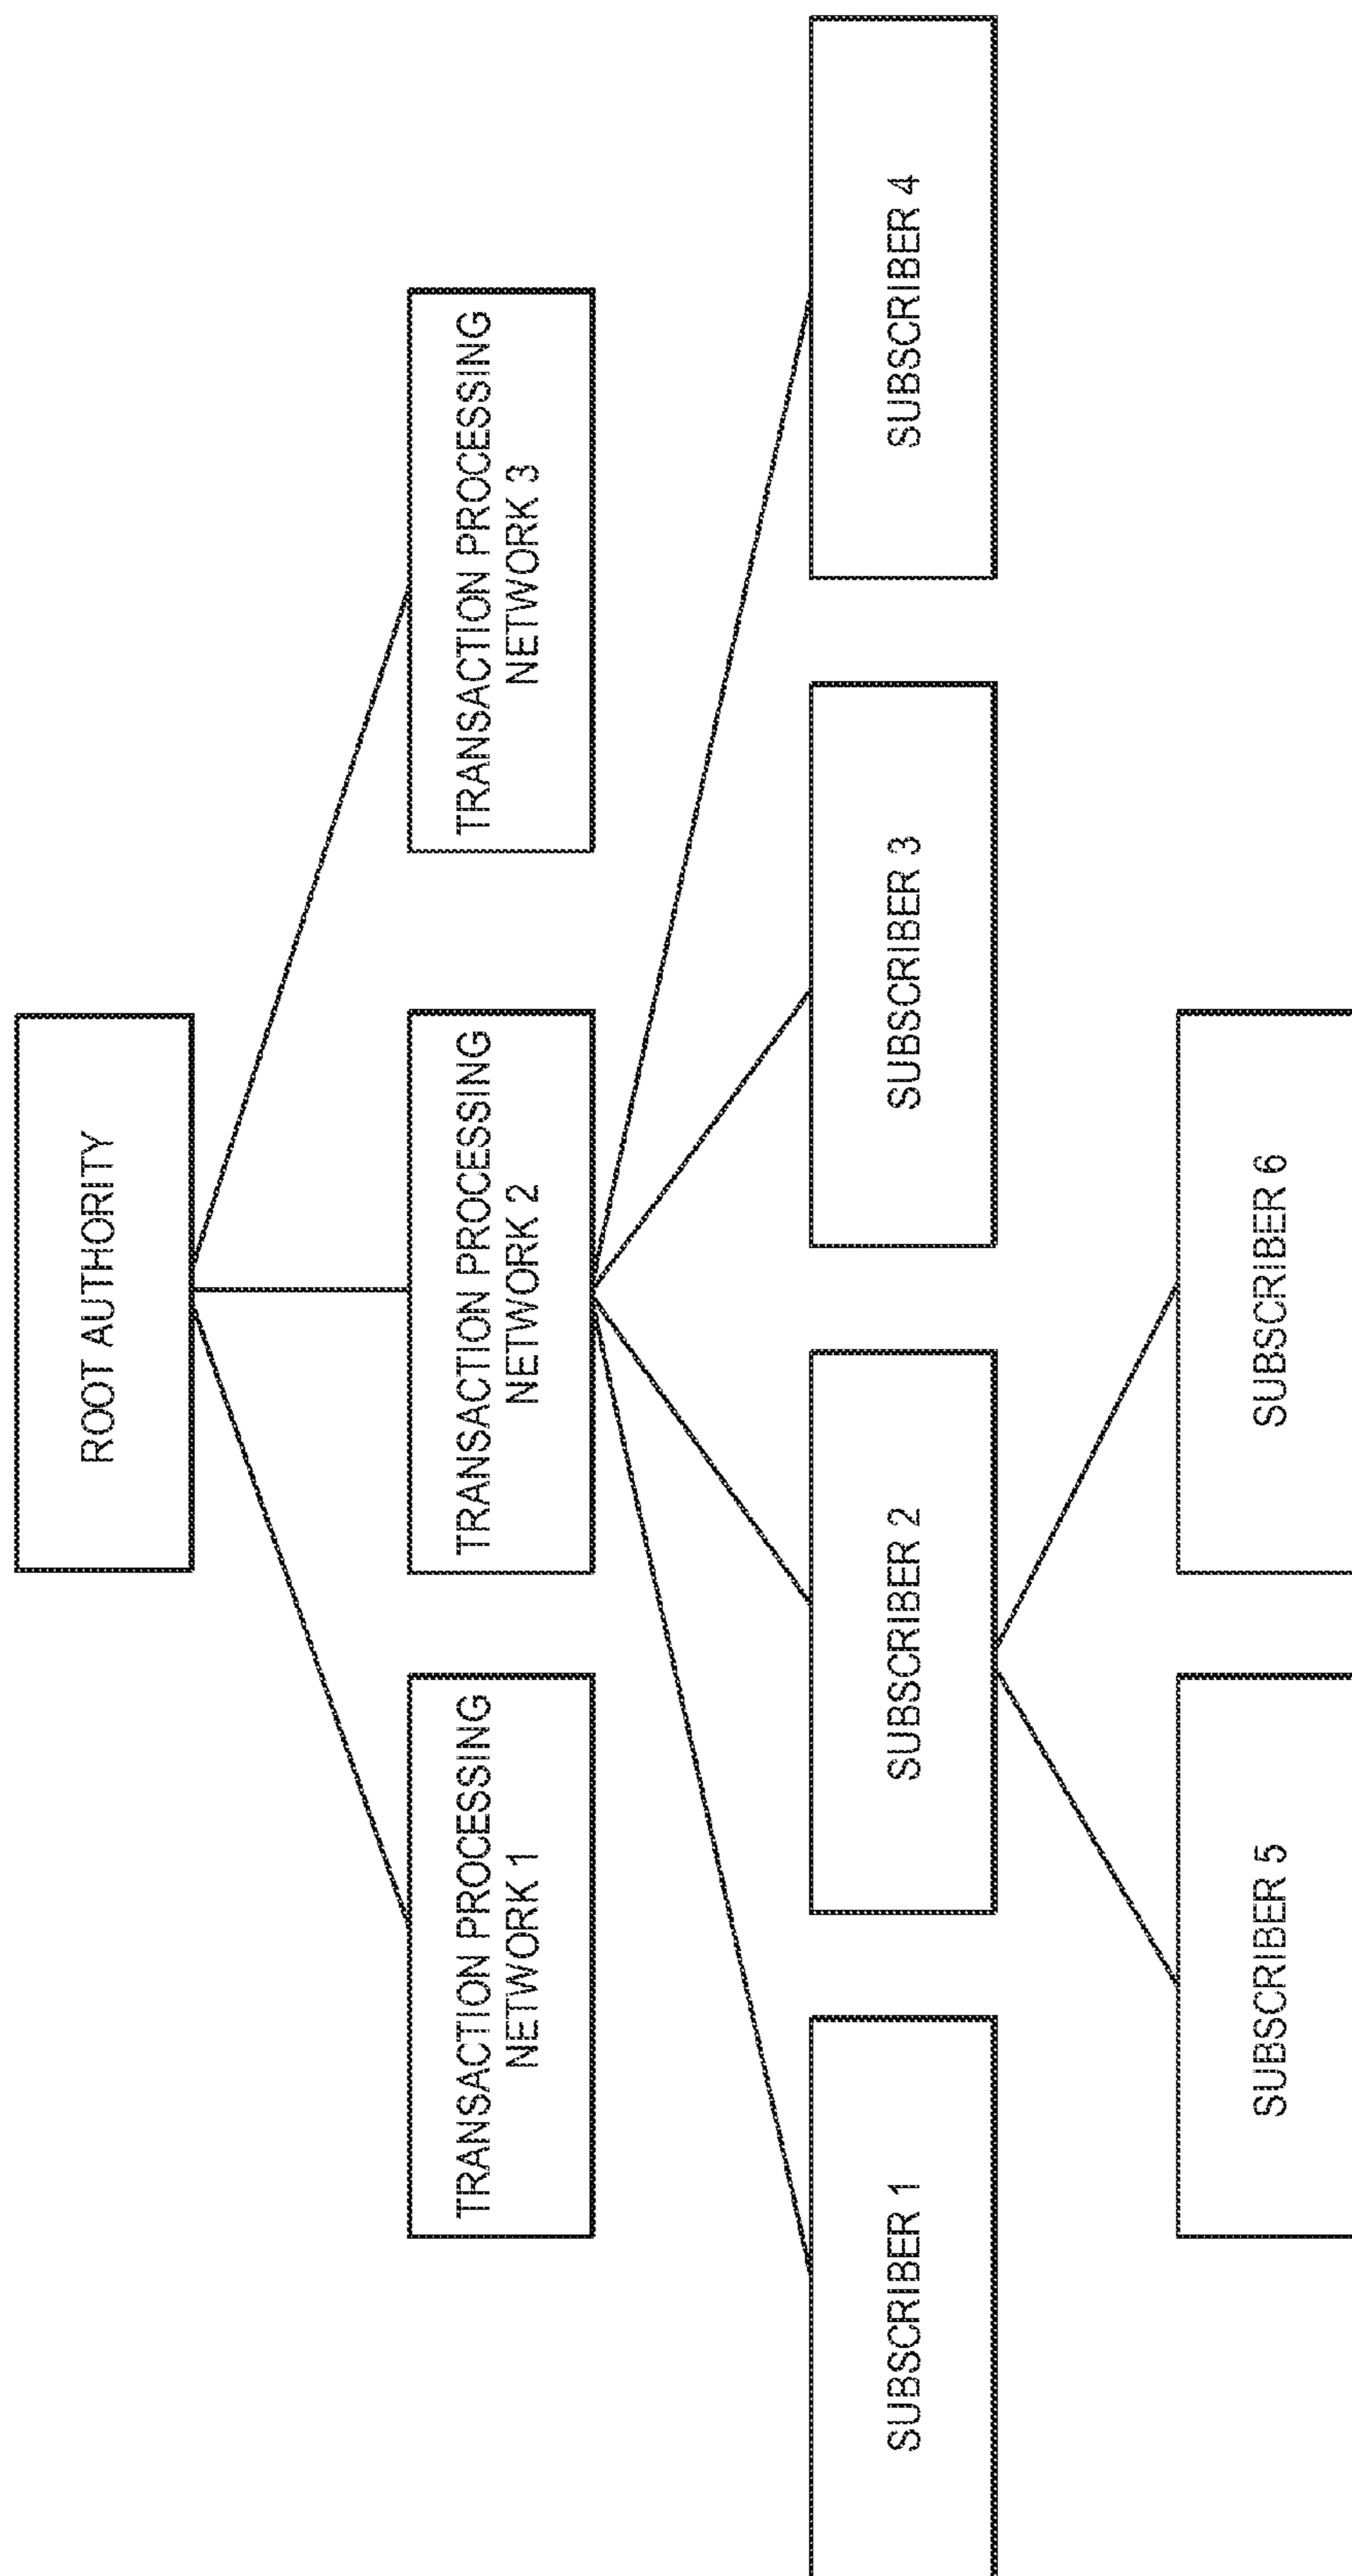 ROOT AUTHORITY
TRANSACTION PROCESSING
NETWORK 1
TRANSACTION PROCESSING
NETWORK 2
TRANSACTION PROCESSING
NETWORK 3
SUBSCRIBER 1
SUBSCRIBER 2
SUBSCRIBER 3
SUBSCRIBER 4
SUBSCRIBER 5
SUBSCRIBER 6